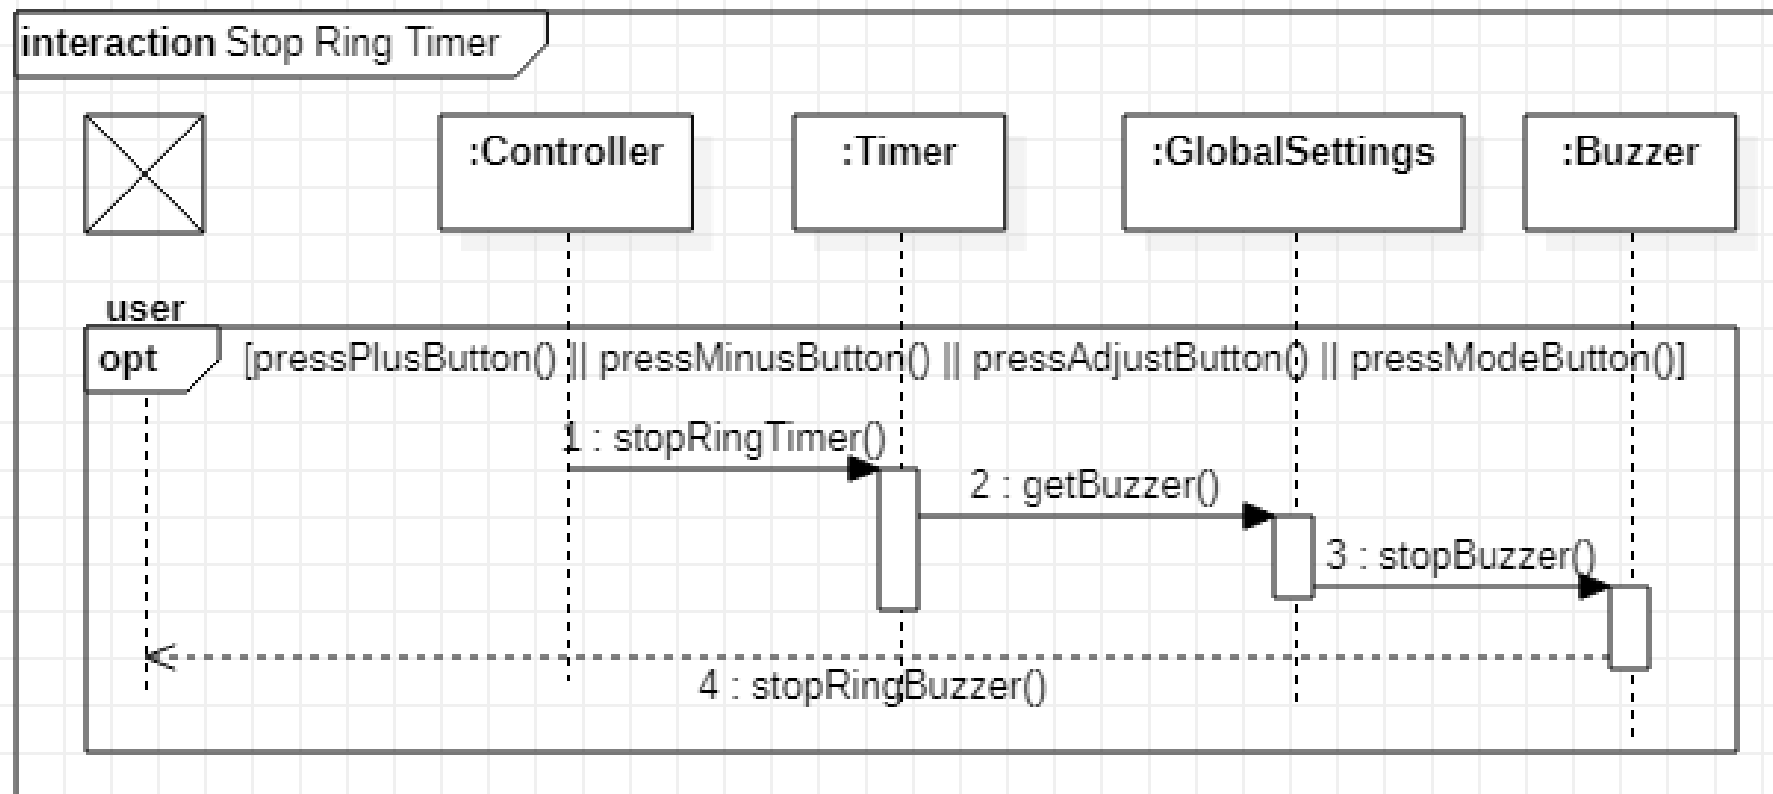 interaction Stop Ring Timer
:Controller
:Timer
:GlobalSettings
:Buzzer
user
opt
[pressPlusButton() || pressMinusButton() || pressAdjustButton() || pressModeButton()]
1 : stopRingTimer()
2 : getBuzzer()
3 : stopBuzzer()
4 : stopRingBuzzer()